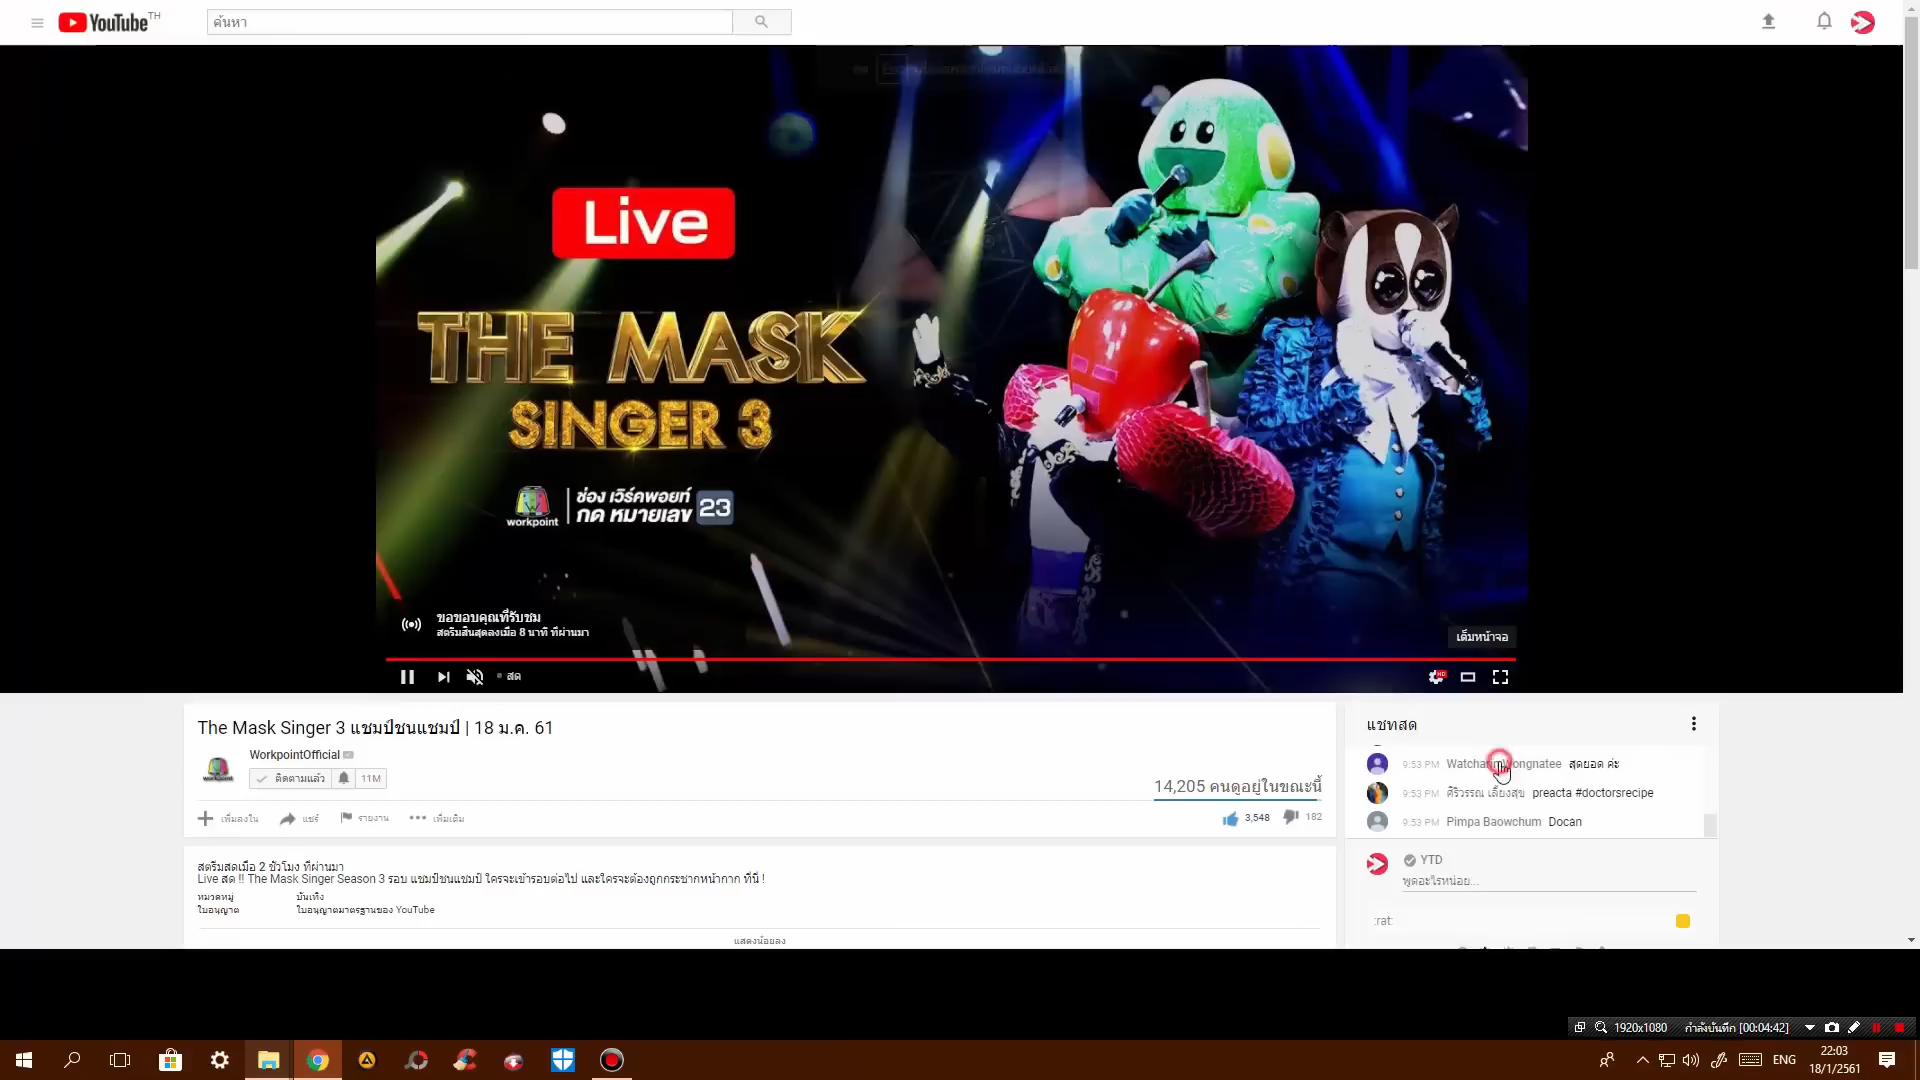 YouTube TH
ค้นหา
Live
THE MASK
SINGER 3
workpoint
ช่อง เวิร์คพอยท์
กด หมายเลข 23
ขอขอบคุณที่รับชม
สตรีมสิ้นสุดลงเมื่อ 8 นาที ที่ผ่านมา
เต็มหน้าจอ
สด
HD
The Mask Singer 3 แชมป์ชนแชมป์ | 18 ม.ค. 61
WorkpointOfficial
ติดตามแล้ว 11M
14,205 คนดูอยู่ในขณะนี้
เพิ่มลงใน แชร์ รายงาน เพิ่มเติม
3,548 182
สตรีมสดเมื่อ 2 ชั่วโมง ที่ผ่านมา
Live สด !! The Mask Singer Season 3 รอบ แชมป์ชนแชมป์ ใครจะเข้ารอบต่อไป และใครจะต้องถูกกระชากหน้ากาก ที่นี่ !
หมวดหมู่ บันเทิง
ใบอนุญาต ใบอนุญาตมาตรฐานของ YouTube
แสดงน้อยลง
แชทสด
9:53 PM Watcharin Wongnatee สุดยอด ค่ะ
9:53 PM ศิริวรรณ เลี้ยงสุข preacta #doctorsrecipe
9:53 PM Pimpa Baowchum Docan
YTD
พูดอะไรหน่อย...
:rat:
1920x1080 กำลังบันทึก [00:04:42]
ENG
22:03
18/1/2561